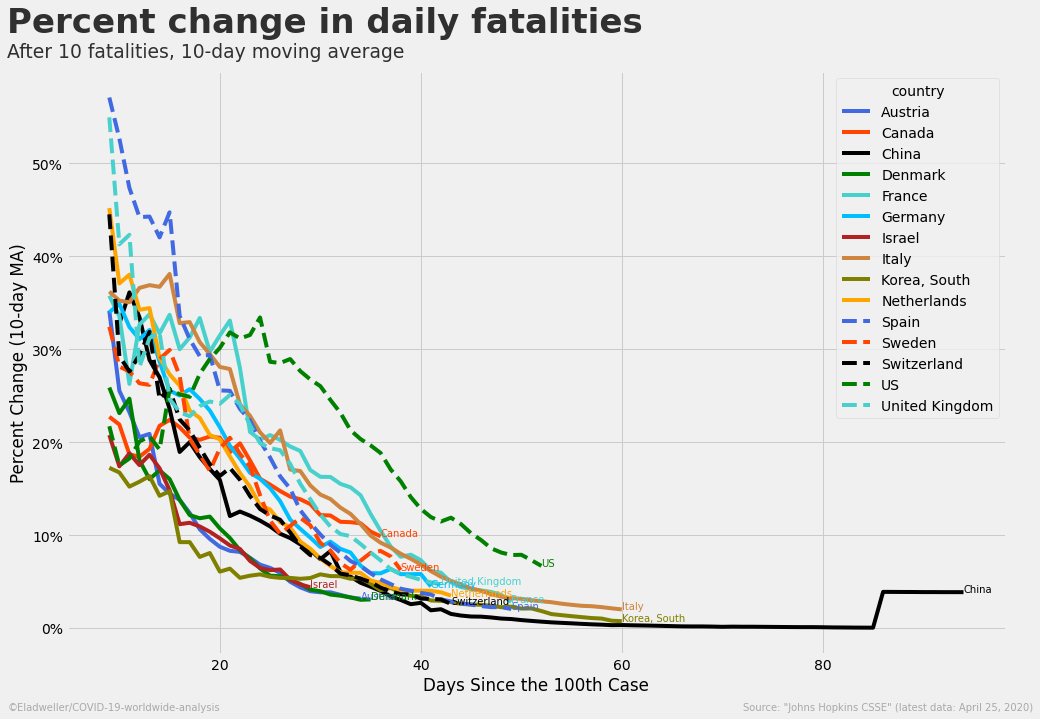 Percent change in daily fatalities
After 10 fatalities, 10-day moving average
country
Austria
Canada
China
Denmark
France
Germany
Israel
Italy
Korea, South
Netherlands
Spain
Sweden
Switzerland
US
United Kingdom
Percent Change (10-day MA)
50%
40%
30%
20%
10%
0%
Canada
US
Sweden
United Kingdom
Germany
Israel
Netherlands
China
Denmark
Austria
Switzerland
France
Spain
Italy
Korea, South
20
40
60
80
Days Since the 100th Case
©Eladweller/COVID-19-worldwide-analysis
Source: "Johns Hopkins CSSE" (latest data: April 25, 2020)